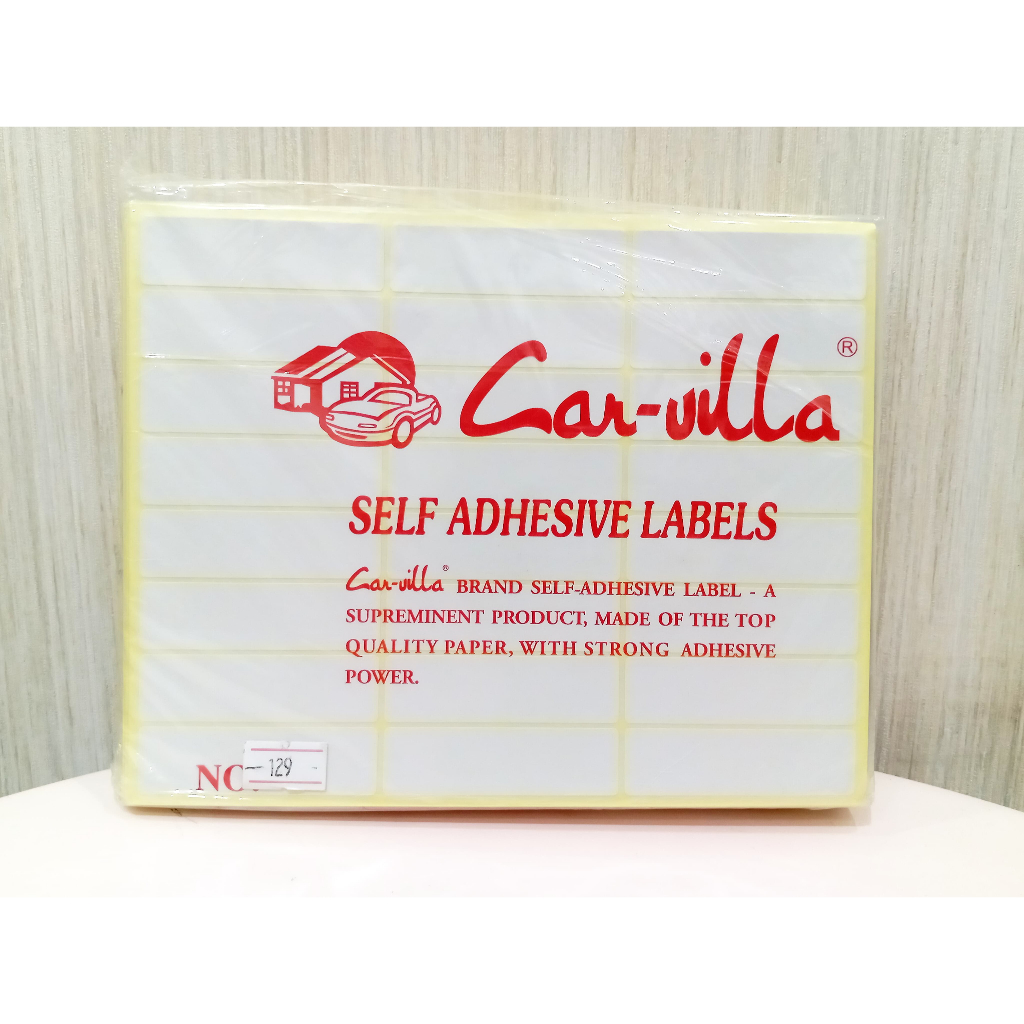 Car-villa ®
SELF ADHESIVE LABELS
Car-villa ® BRAND SELF-ADHESIVE LABEL - A
SUPREMINENT PRODUCT, MADE OF THE TOP
QUALITY PAPER, WITH STRONG ADHESIVE
POWER.
NO. 129